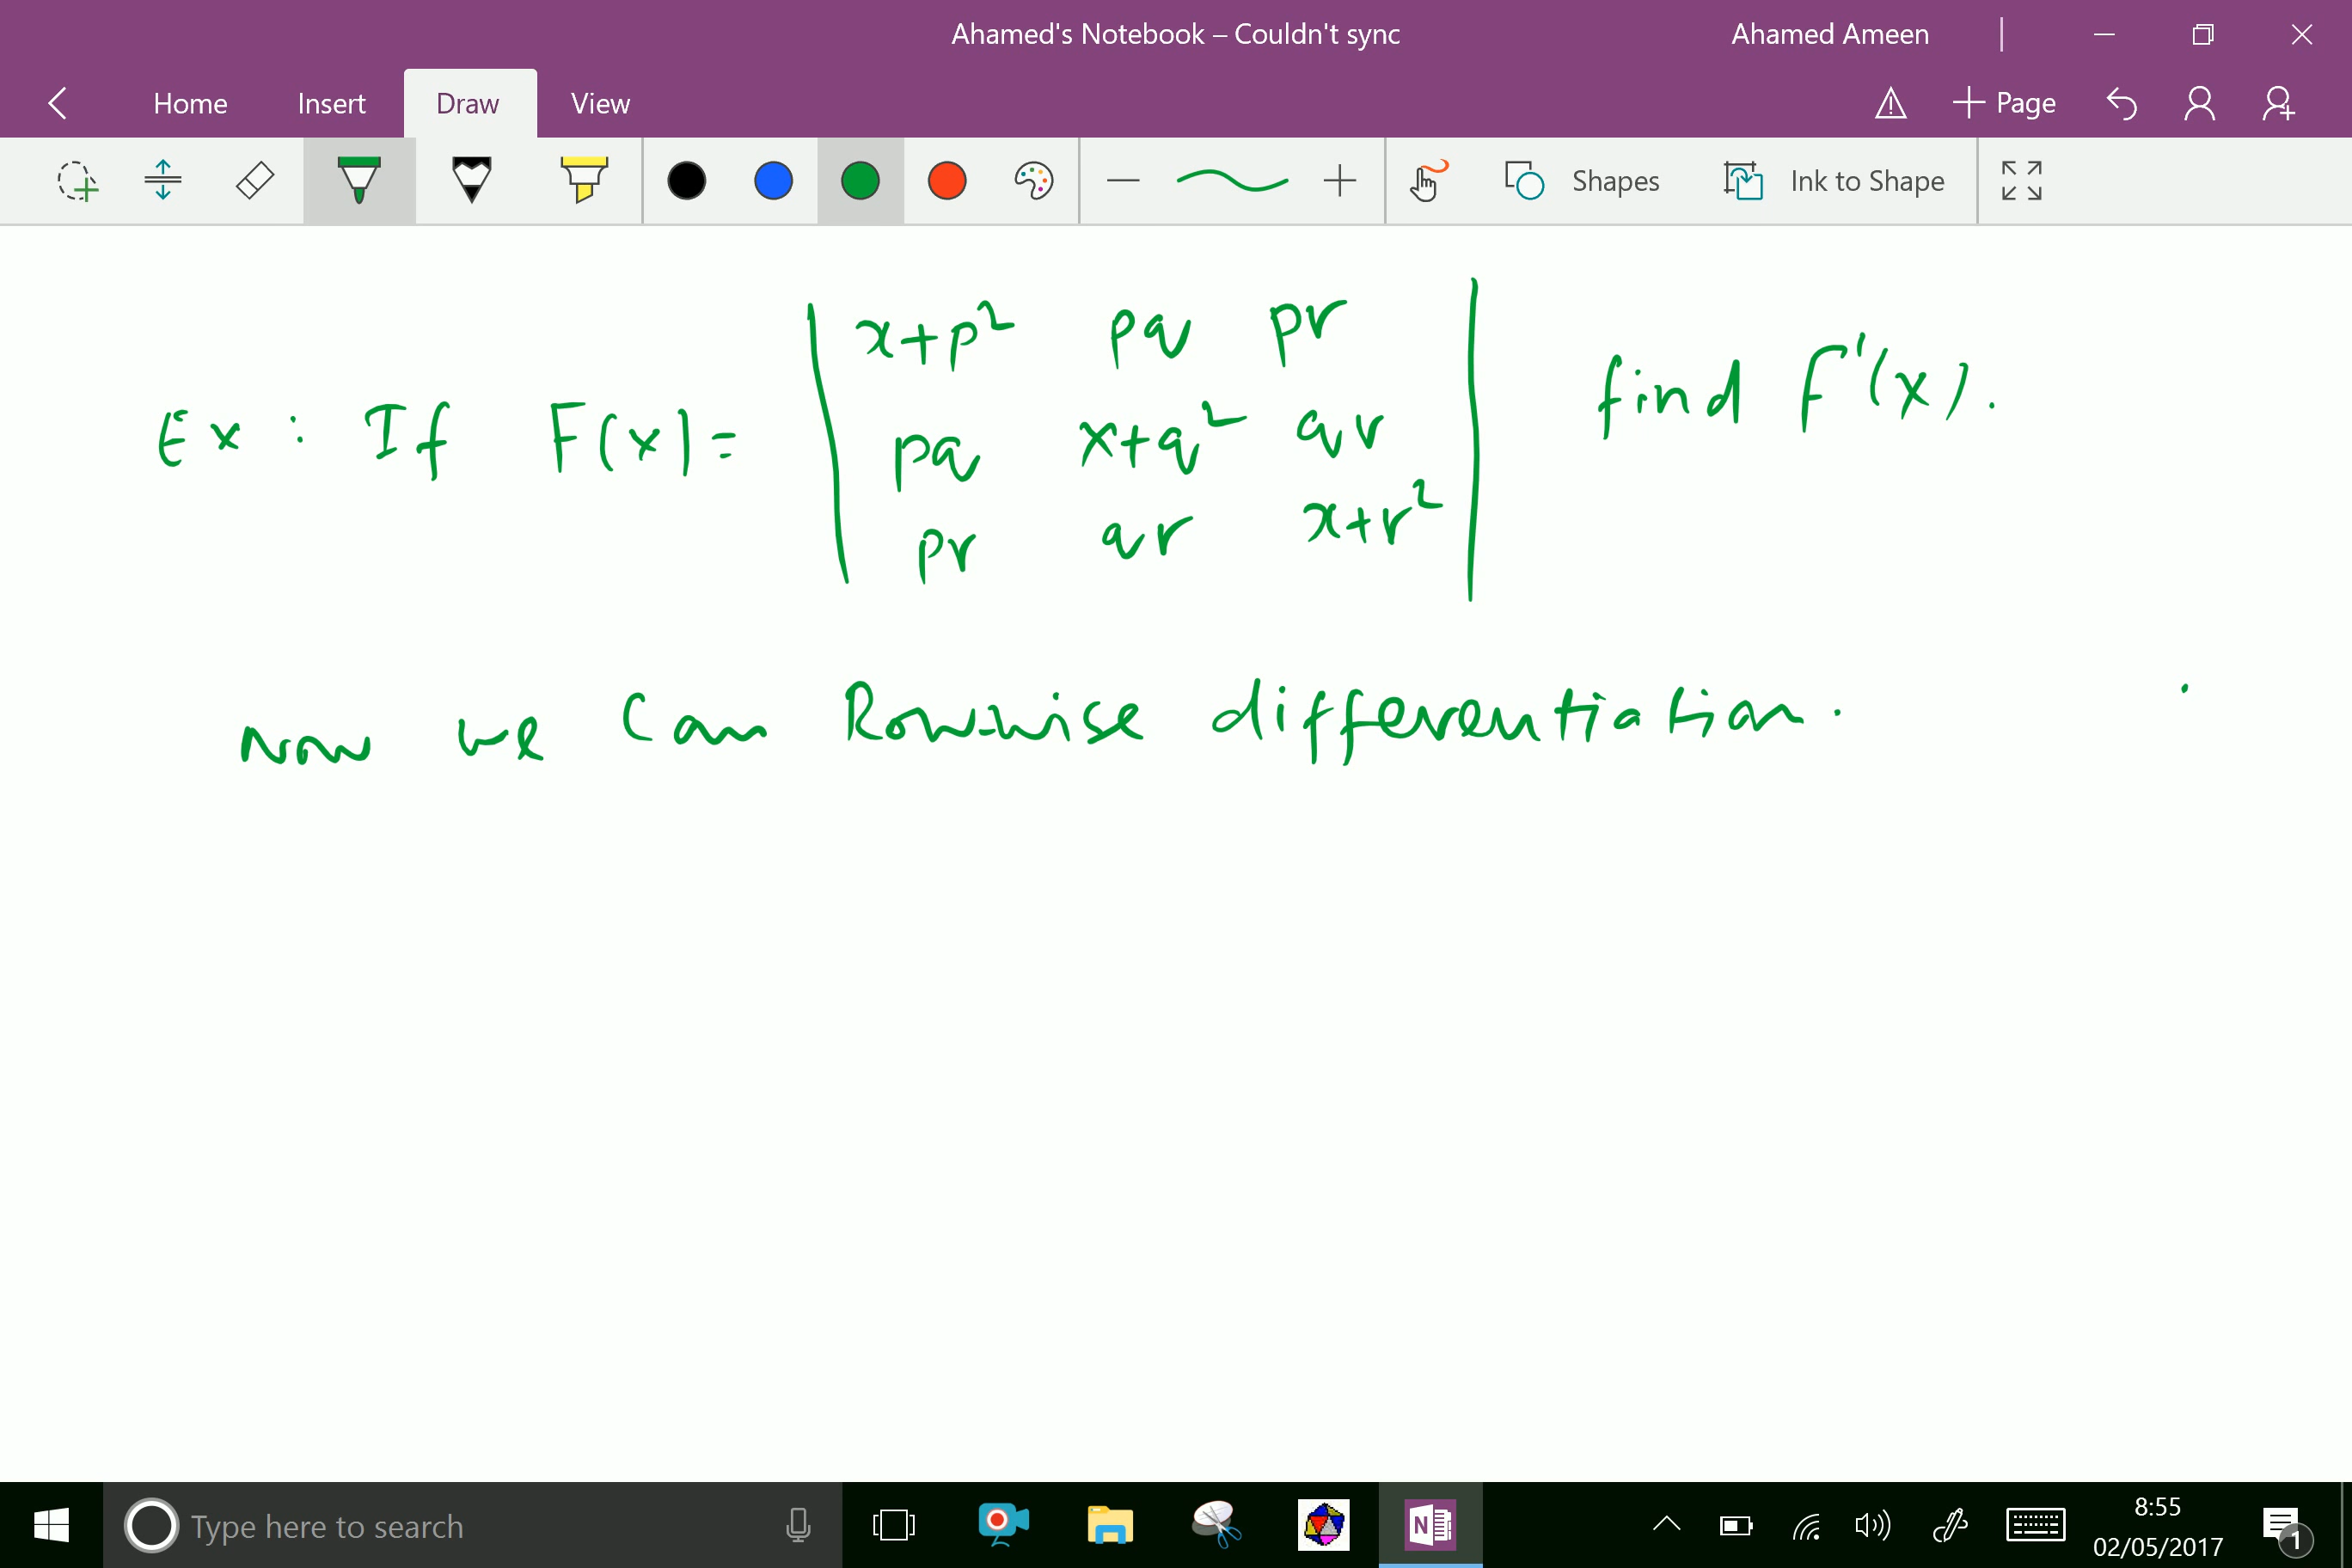 Ahamed's Notebook – Couldn't sync
Ahamed Ameen
Home Insert Draw View
Page
Shapes Ink to Shape
Ex : If F(x) = | x+p² pq pr | find F'(x).
| pq x+q² qr |
| pr qr x+r² |
Now we can Row-wise differentiation.
Type here to search
N
8:55
02/05/2017
1